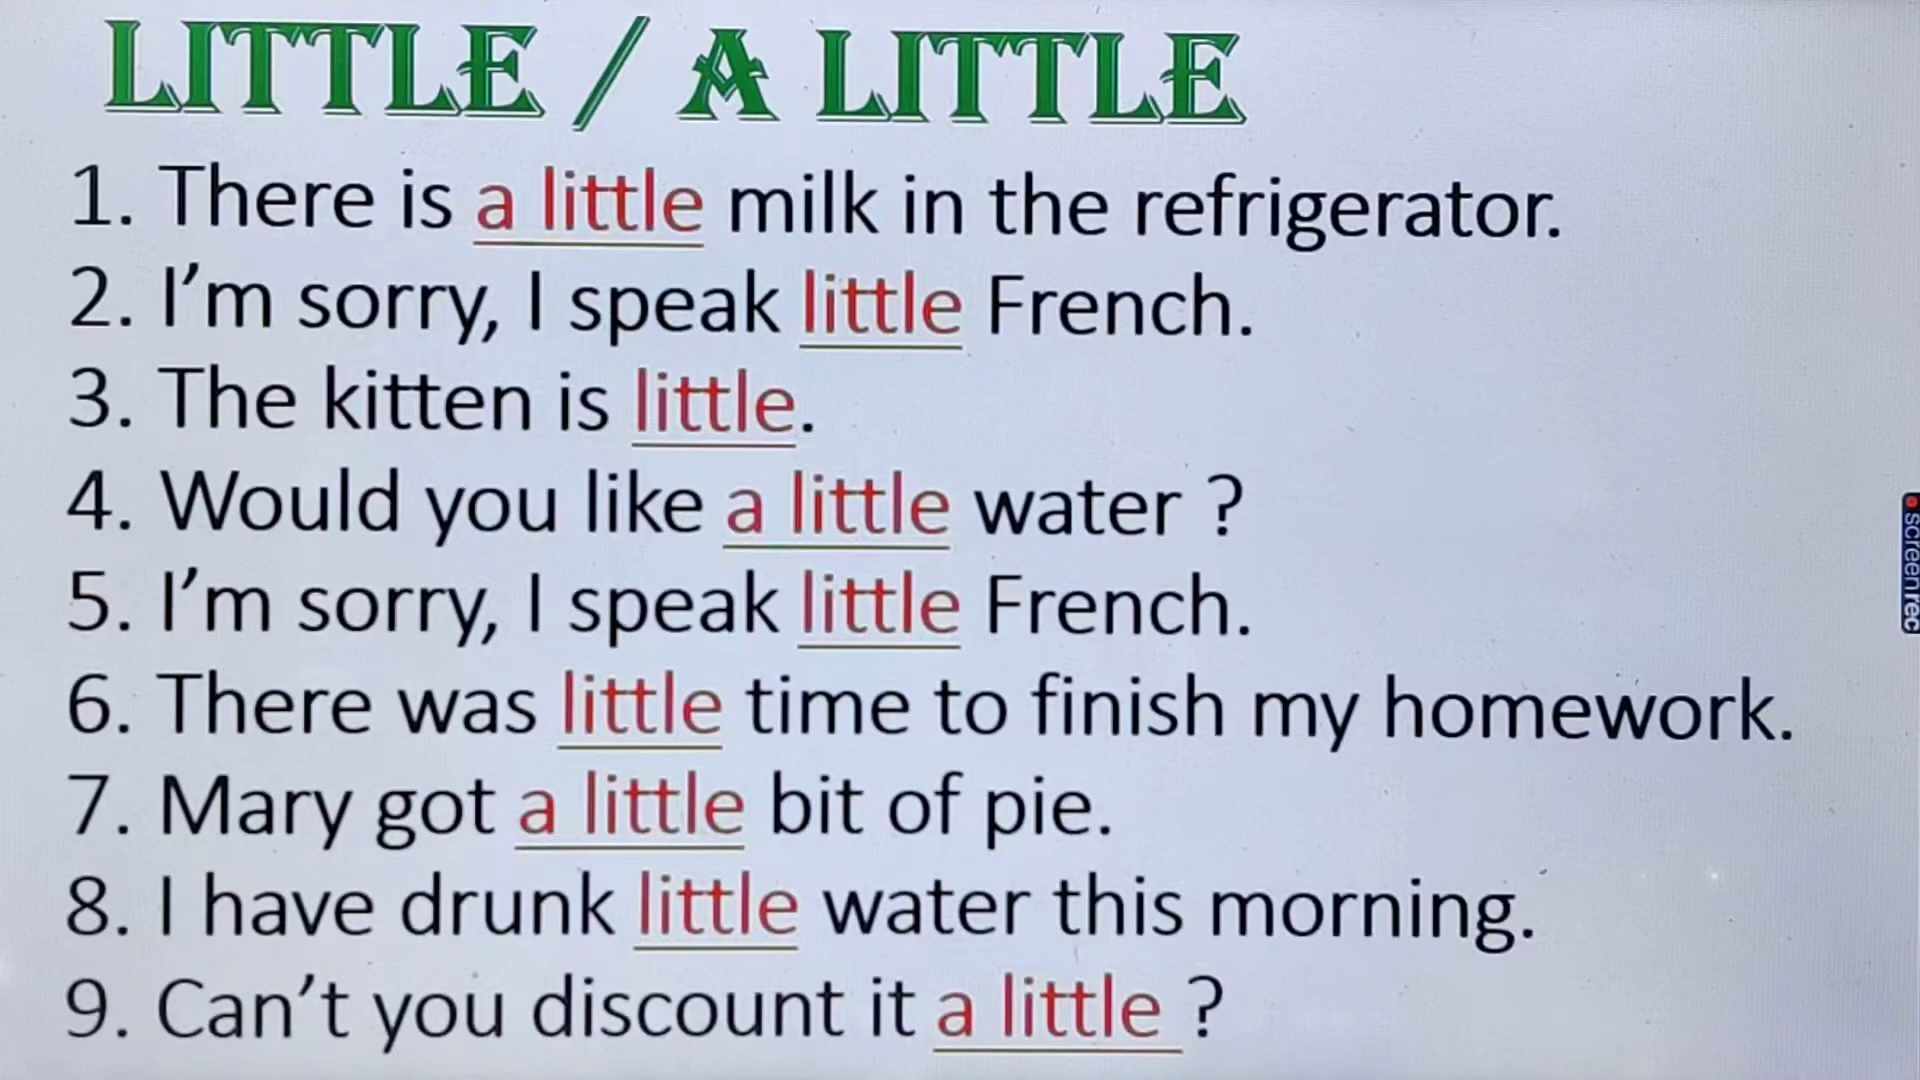 LITTLE / A LITTLE
1. There is a little milk in the refrigerator.
2. I’m sorry, I speak little French.
3. The kitten is little.
4. Would you like a little water ?
5. I’m sorry, I speak little French.
6. There was little time to finish my homework.
7. Mary got a little bit of pie.
8. I have drunk little water this morning.
9. Can’t you discount it a little ?
screenrec